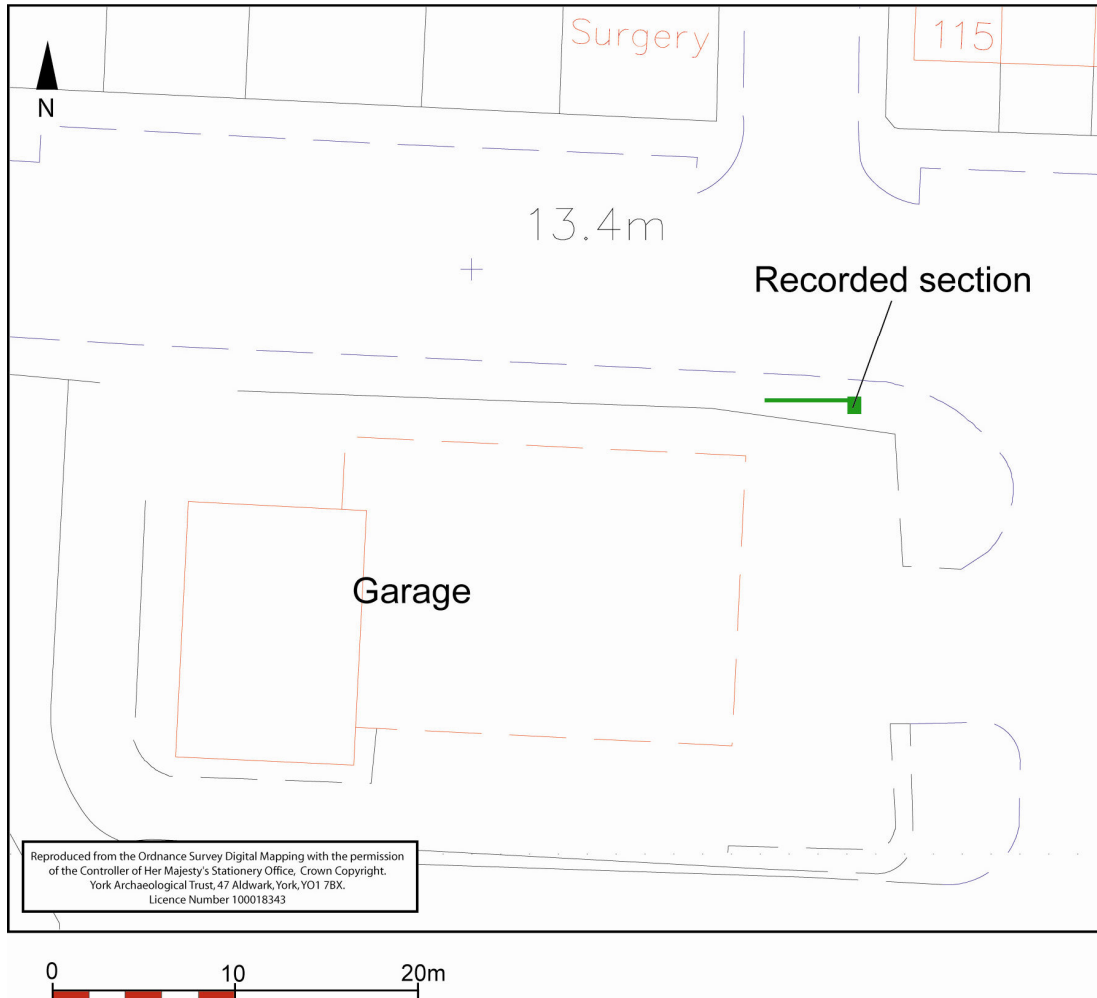 Surgery
115
N
13.4m
Recorded section
Garage
Reproduced from the Ordnance Survey Digital Mapping with the permission
of the Controller of Her Majesty's Stationery Office, Crown Copyright.
York Archaeological Trust, 47 Aldwark, York, YO1 7BX.
Licence Number 100018343
0 10 20m